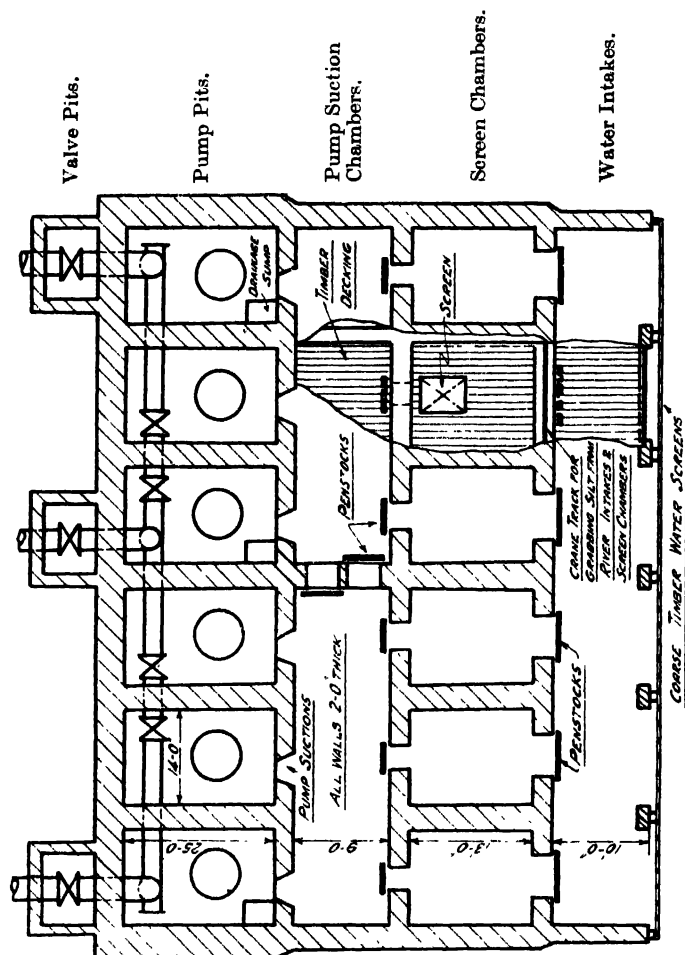 Valve Pits.
Pump Pits.
Pump Suction
Chambers.
Screen Chambers.
Water Intakes.
DRAINAGE
SUMP
TIMBER
DECKING
SCREEN
PENSTOCKS
CRANE TRACK FOR
GRABBING SILT FROM
RIVER INTAKES &
SCREEN CHAMBERS
PUMP SUCTIONS
ALL WALLS 2-0 THICK
PENSTOCKS
14-0
25-0
9-0
13'.0"
10'-0"
COARSE TIMBER WATER SCREENS